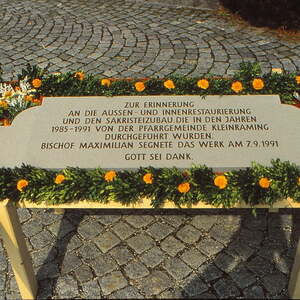 ZUR ERINNERUNG
AN DIE AUSSEN- UND INNENRESTAURIERUNG
UND DEN SAKRISTEIZUBAU, DIE IN DEN JAHREN
1985-1991 VON DER PFARRGEMEINDE KLEINRAMING
DURCHGEFÜHRT WURDEN.
BISCHOF MAXIMILIAN SEGNETE DAS WERK AM 7.9.1991
GOTT SEI DANK.